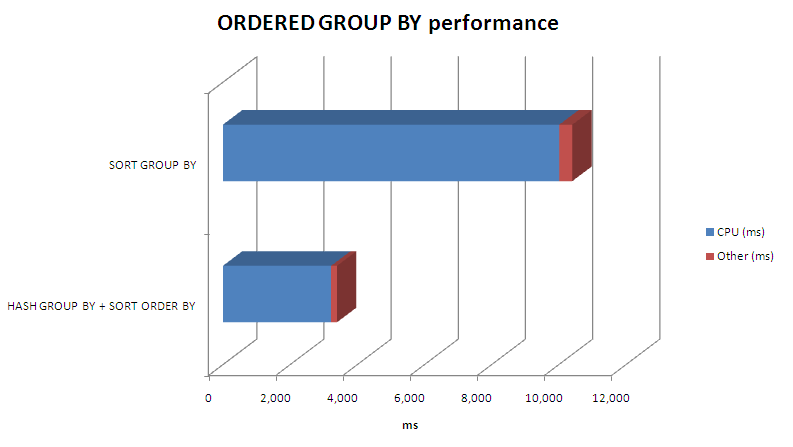 ORDERED GROUP BY performance
SORT GROUP BY
CPU (ms)
Other (ms)
HASH GROUP BY + SORT ORDER BY
0 2,000 4,000 6,000 8,000 10,000 12,000
ms